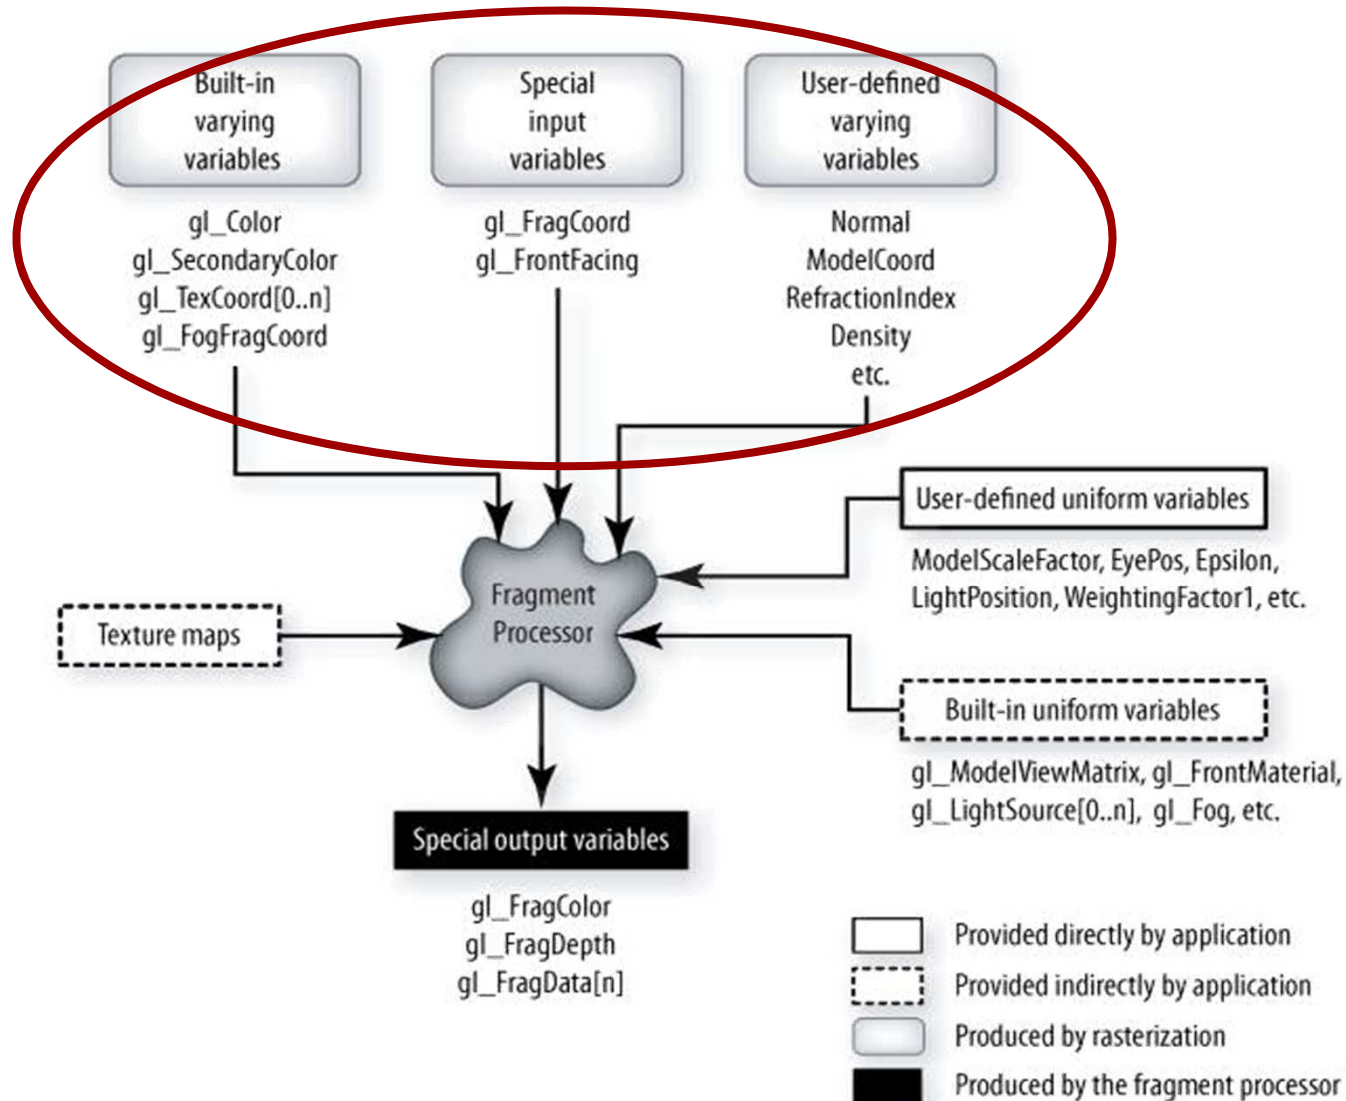 Built-in
varying
variables
Special
input
variables
User-defined
varying
variables
gl_Color
gl_SecondaryColor
gl_TexCoord[0..n]
gl_FogFragCoord
gl_FragCoord
gl_FrontFacing
Normal
ModelCoord
RefractionIndex
Density
etc.
User-defined uniform variables
ModelScaleFactor, EyePos, Epsilon,
LightPosition, WeightingFactor1, etc.
Fragment
Processor
Texture maps
Built-in uniform variables
gl_ModelViewMatrix, gl_FrontMaterial,
gl_LightSource[0..n], gl_Fog, etc.
Special output variables
gl_FragColor
gl_FragDepth
gl_FragData[n]
Provided directly by application
Provided indirectly by application
Produced by rasterization
Produced by the fragment processor